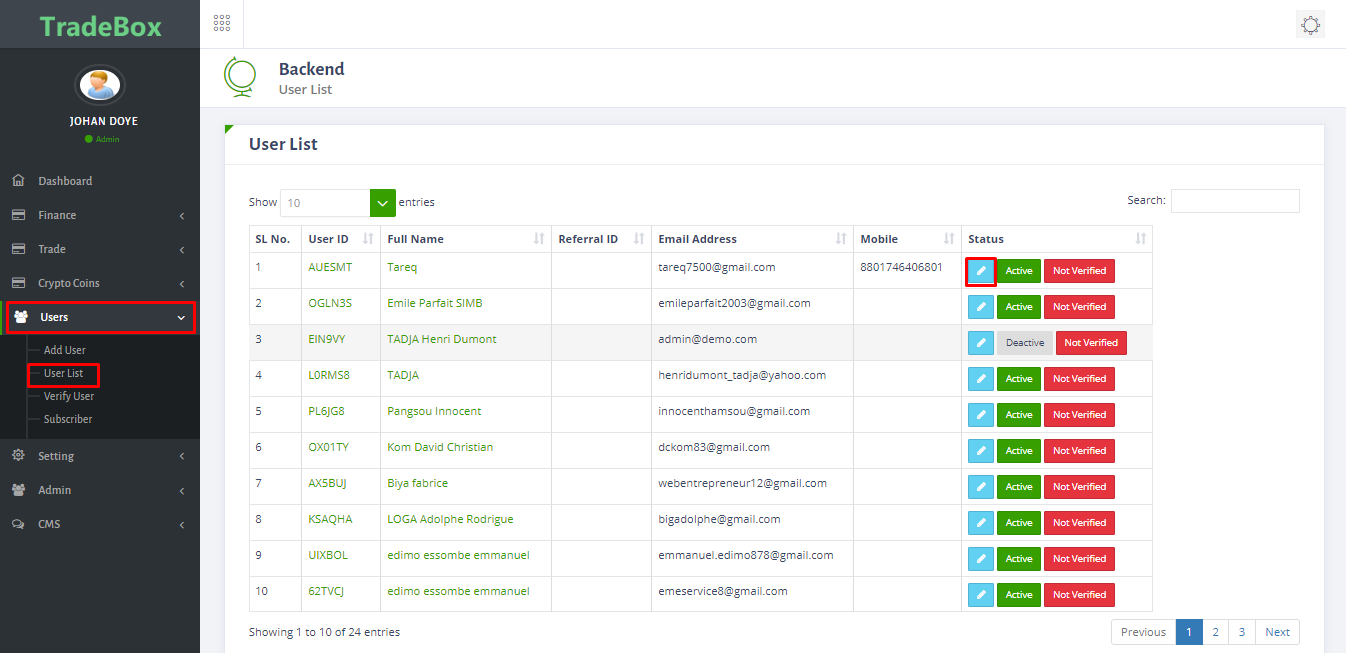 TradeBox
JOHAN DOYE
Admin
Dashboard
Finance
Trade
Crypto Coins
Users
Add User
User List
Verify User
Subscriber
Setting
Admin
CMS
Backend
User List
User List
Show 10 entries
Search:
SL No. User ID Full Name Referral ID Email Address Mobile Status
1 AUESMT Tareq tareq7500@gmail.com 8801746406801 Active Not Verified
2 OGLN3S Emile Parfait SIMB emileparfait2003@gmail.com Active Not Verified
3 EIN9VY TADJA Henri Dumont admin@demo.com Deactive Not Verified
4 L0RMS8 TADJA henridumont_tadja@yahoo.com Active Not Verified
5 PL6JG8 Pangsou Innocent innocenthamsou@gmail.com Active Not Verified
6 OX01TY Kom David Christian dckom83@gmail.com Active Not Verified
7 AX5BUJ Biya fabrice webentrepreneur12@gmail.com Active Not Verified
8 KSAQHA LOGA Adolphe Rodrigue bigadolphe@gmail.com Active Not Verified
9 UIXBOL edimo essombe emmanuel emmanuel.edimo878@gmail.com Active Not Verified
10 62TVCJ edimo essombe emmanuel emeservice8@gmail.com Active Not Verified
Showing 1 to 10 of 24 entries
Previous 1 2 3 Next